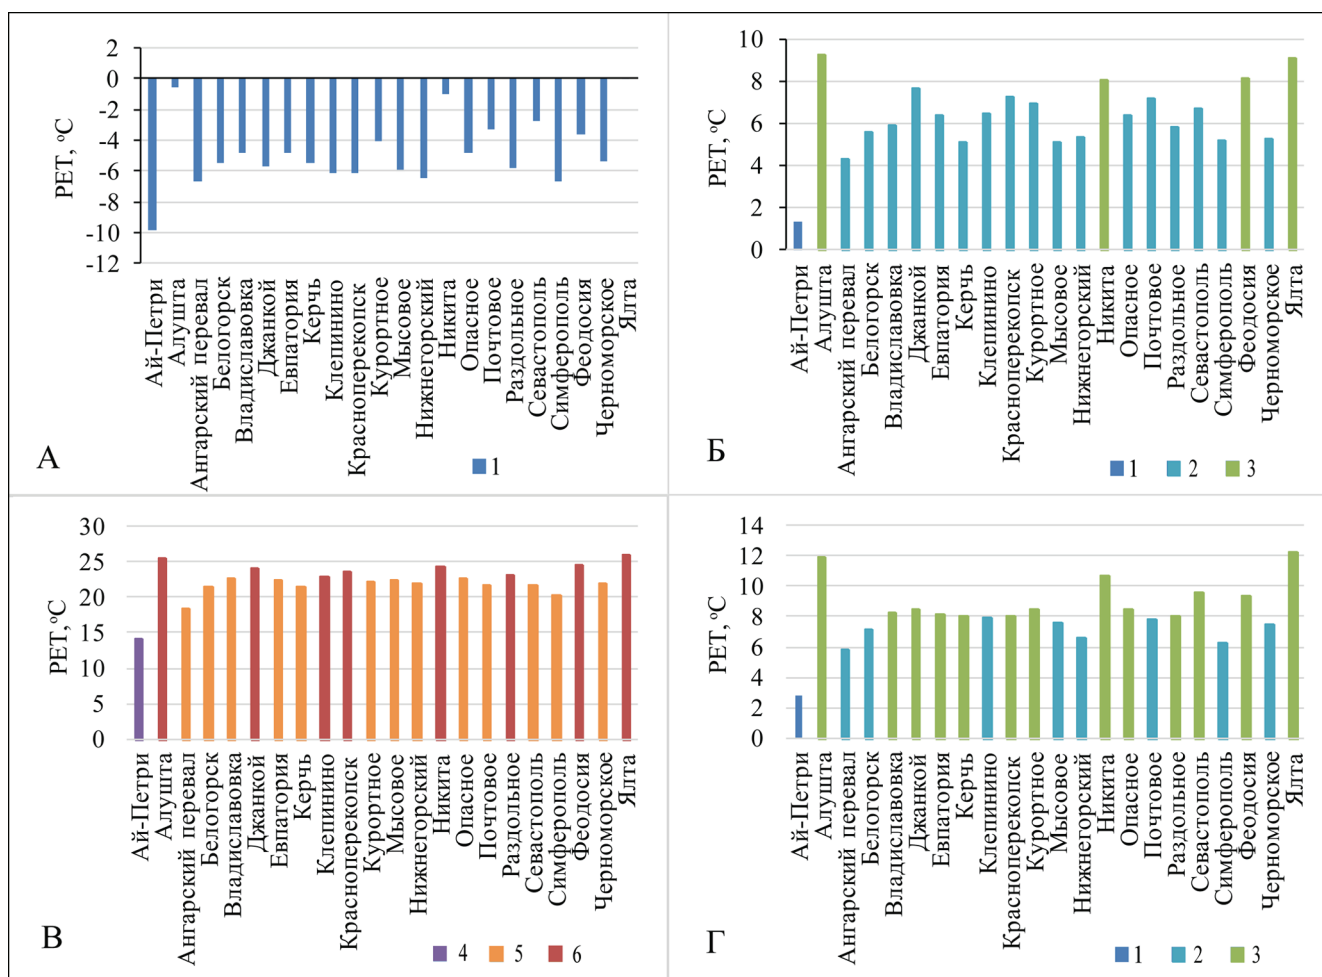 2
0
-2
-4
-6
-8
-10
-12
PET, °C
Ай-Петри
Алушта
Ангарский перевал
Белогорск
Владиславовка
Джанкой
Евпатория
Керчь
Клепинино
Красноперекопск
Курортное
Мысовое
Нижнегорский
Никита
Опасное
Почтовое
Раздольное
Севастополь
Симферополь
Феодосия
Черноморское
Ялта
А
1
10
8
6
4
2
0
PET, °C
Ай-Петри
Алушта
Ангарский перевал
Белогорск
Владиславовка
Джанкой
Евпатория
Керчь
Клепинино
Красноперекопск
Курортное
Мысовое
Нижнегорский
Никита
Опасное
Почтовое
Раздольное
Севастополь
Симферополь
Феодосия
Черноморское
Ялта
Б
1 2 3
30
25
20
15
10
5
0
PET, °C
Ай-Петри
Алушта
Ангарский перевал
Белогорск
Владиславовка
Джанкой
Евпатория
Керчь
Клепинино
Красноперекопск
Курортное
Мысовое
Нижнегорский
Никита
Опасное
Почтовое
Раздольное
Севастополь
Симферополь
Феодосия
Черноморское
Ялта
В
4 5 6
14
12
10
8
6
4
2
0
PET, °C
Ай-Петри
Алушта
Ангарский перевал
Белогорск
Владиславовка
Джанкой
Евпатория
Керчь
Клепинино
Красноперекопск
Курортное
Мысовое
Нижнегорский
Никита
Опасное
Почтовое
Раздольное
Севастополь
Симферополь
Феодосия
Черноморское
Ялта
Г
1 2 3